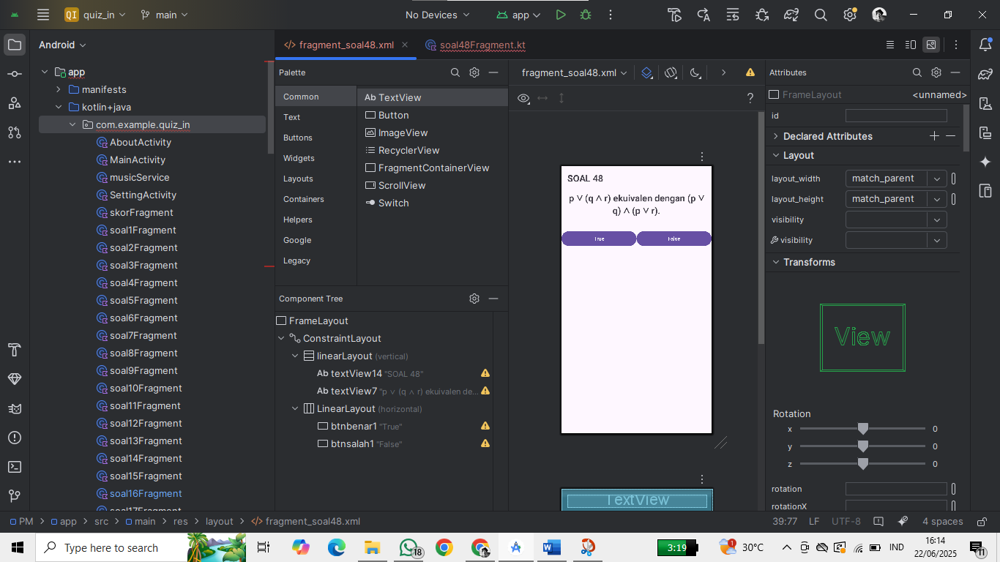 QI quiz_in main No Devices app
Android
app
manifests
kotlin+java
com.example.quiz_in
AboutActivity
MainActivity
musicService
SettingActivity
skorFragment
soal1Fragment
soal2Fragment
soal3Fragment
soal4Fragment
soal5Fragment
soal6Fragment
soal7Fragment
soal8Fragment
soal9Fragment
soal10Fragment
soal11Fragment
soal12Fragment
soal13Fragment
soal14Fragment
soal15Fragment
soal16Fragment
soal17Fragment
</> fragment_soal48.xml soal48Fragment.kt
Palette
Common
Text
Buttons
Widgets
Layouts
Containers
Helpers
Google
Legacy
Ab TextView
Button
ImageView
RecyclerView
FragmentContainerView
ScrollView
Switch
Component Tree
FrameLayout
ConstraintLayout
linearLayout (vertical)
Ab textView14 "SOAL 48"
Ab textView7 "p ∨ (q ∧ r) ekuivalen de...
LinearLayout (horizontal)
btnbenar1 "True"
btnsalah1 "False"
fragment_soal48.xml
?
SOAL 48
p ∨ (q ∧ r) ekuivalen dengan (p ∨
q) ∧ (p ∨ r).
True False
TextView
Attributes
FrameLayout <unnamed>
id
Declared Attributes
Layout
layout_width match_parent
layout_height match_parent
visibility
visibility
Transforms
View
Rotation
x 0
y 0
z 0
rotation
rotationX
PM > app > src > main > res > layout > </> fragment_soal48.xml 39:77 LF UTF-8 4 spaces
Type here to search 18 3:19 1 30°C IND 16:14
22/06/2025 11